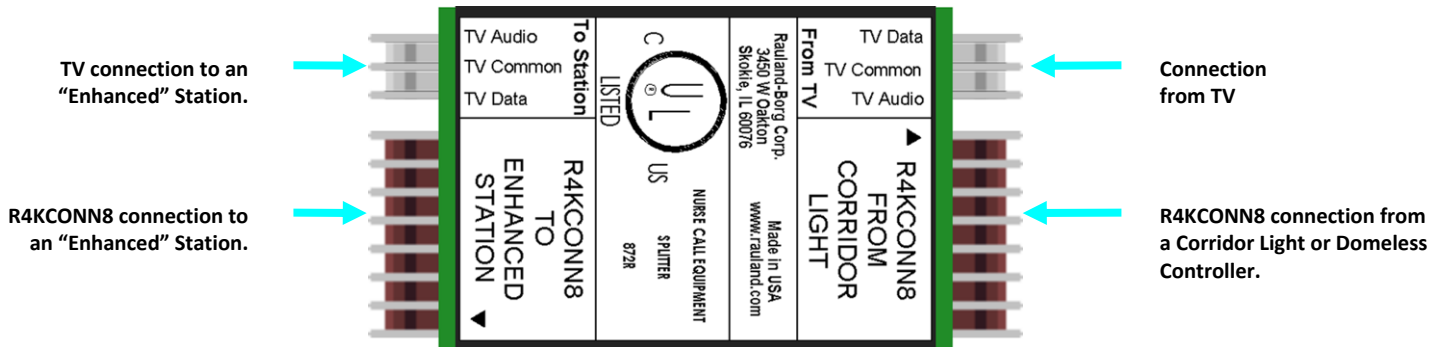 TV connection to an
“Enhanced” Station.
R4KCONN8 connection to
an “Enhanced” Station.
TV Audio
TV Common
TV Data
To Station
R4KCONN8
TO
ENHANCED
STATION
C
UL
®
US
LISTED
NURSE CALL EQUIPMENT
SPLITTER
872R
Rauland-Borg Corp.
3450 W Oakton
Skokie, IL 60076
Made in USA
www.rauland.com
From TV
TV Data
TV Common
TV Audio
R4KCONN8
FROM
CORRIDOR
LIGHT
Connection
from TV
R4KCONN8 connection from
a Corridor Light or Domeless
Controller.